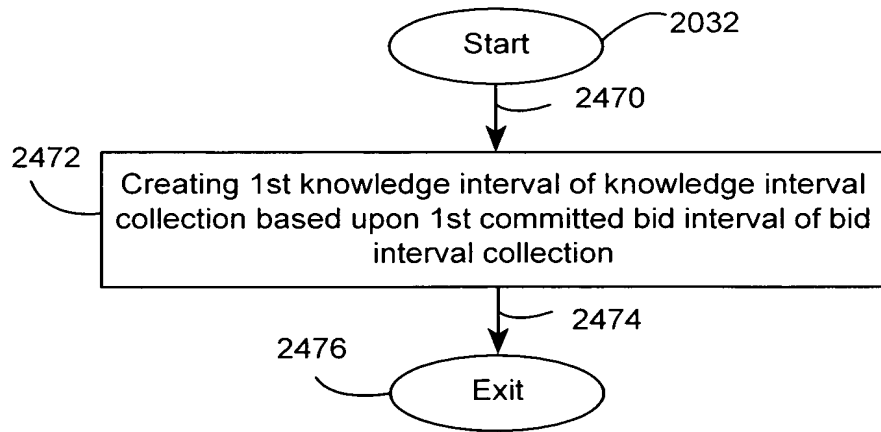 Start
2032
2470
2472
Creating 1st knowledge interval of knowledge interval
collection based upon 1st committed bid interval of bid
interval collection
2474
2476
Exit